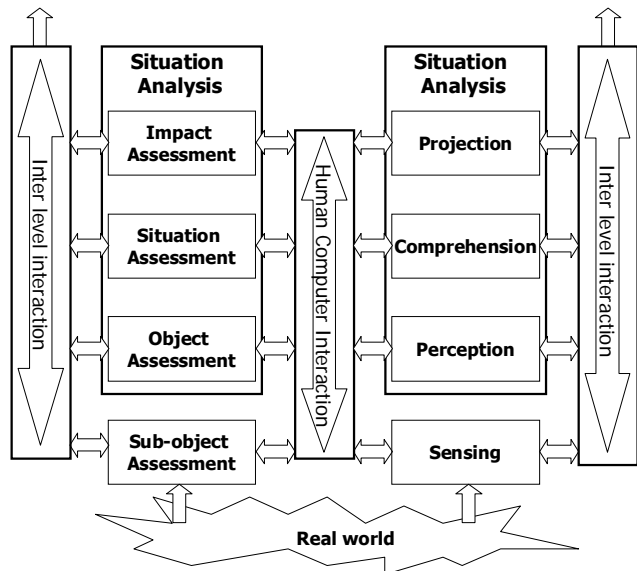 Situation
Analysis
Impact
Assessment
Situation
Assessment
Object
Assessment
Sub-object
Assessment
Inter level interaction
Human Computer Interaction
Situation
Analysis
Projection
Comprehension
Perception
Sensing
Inter level interaction
Real world